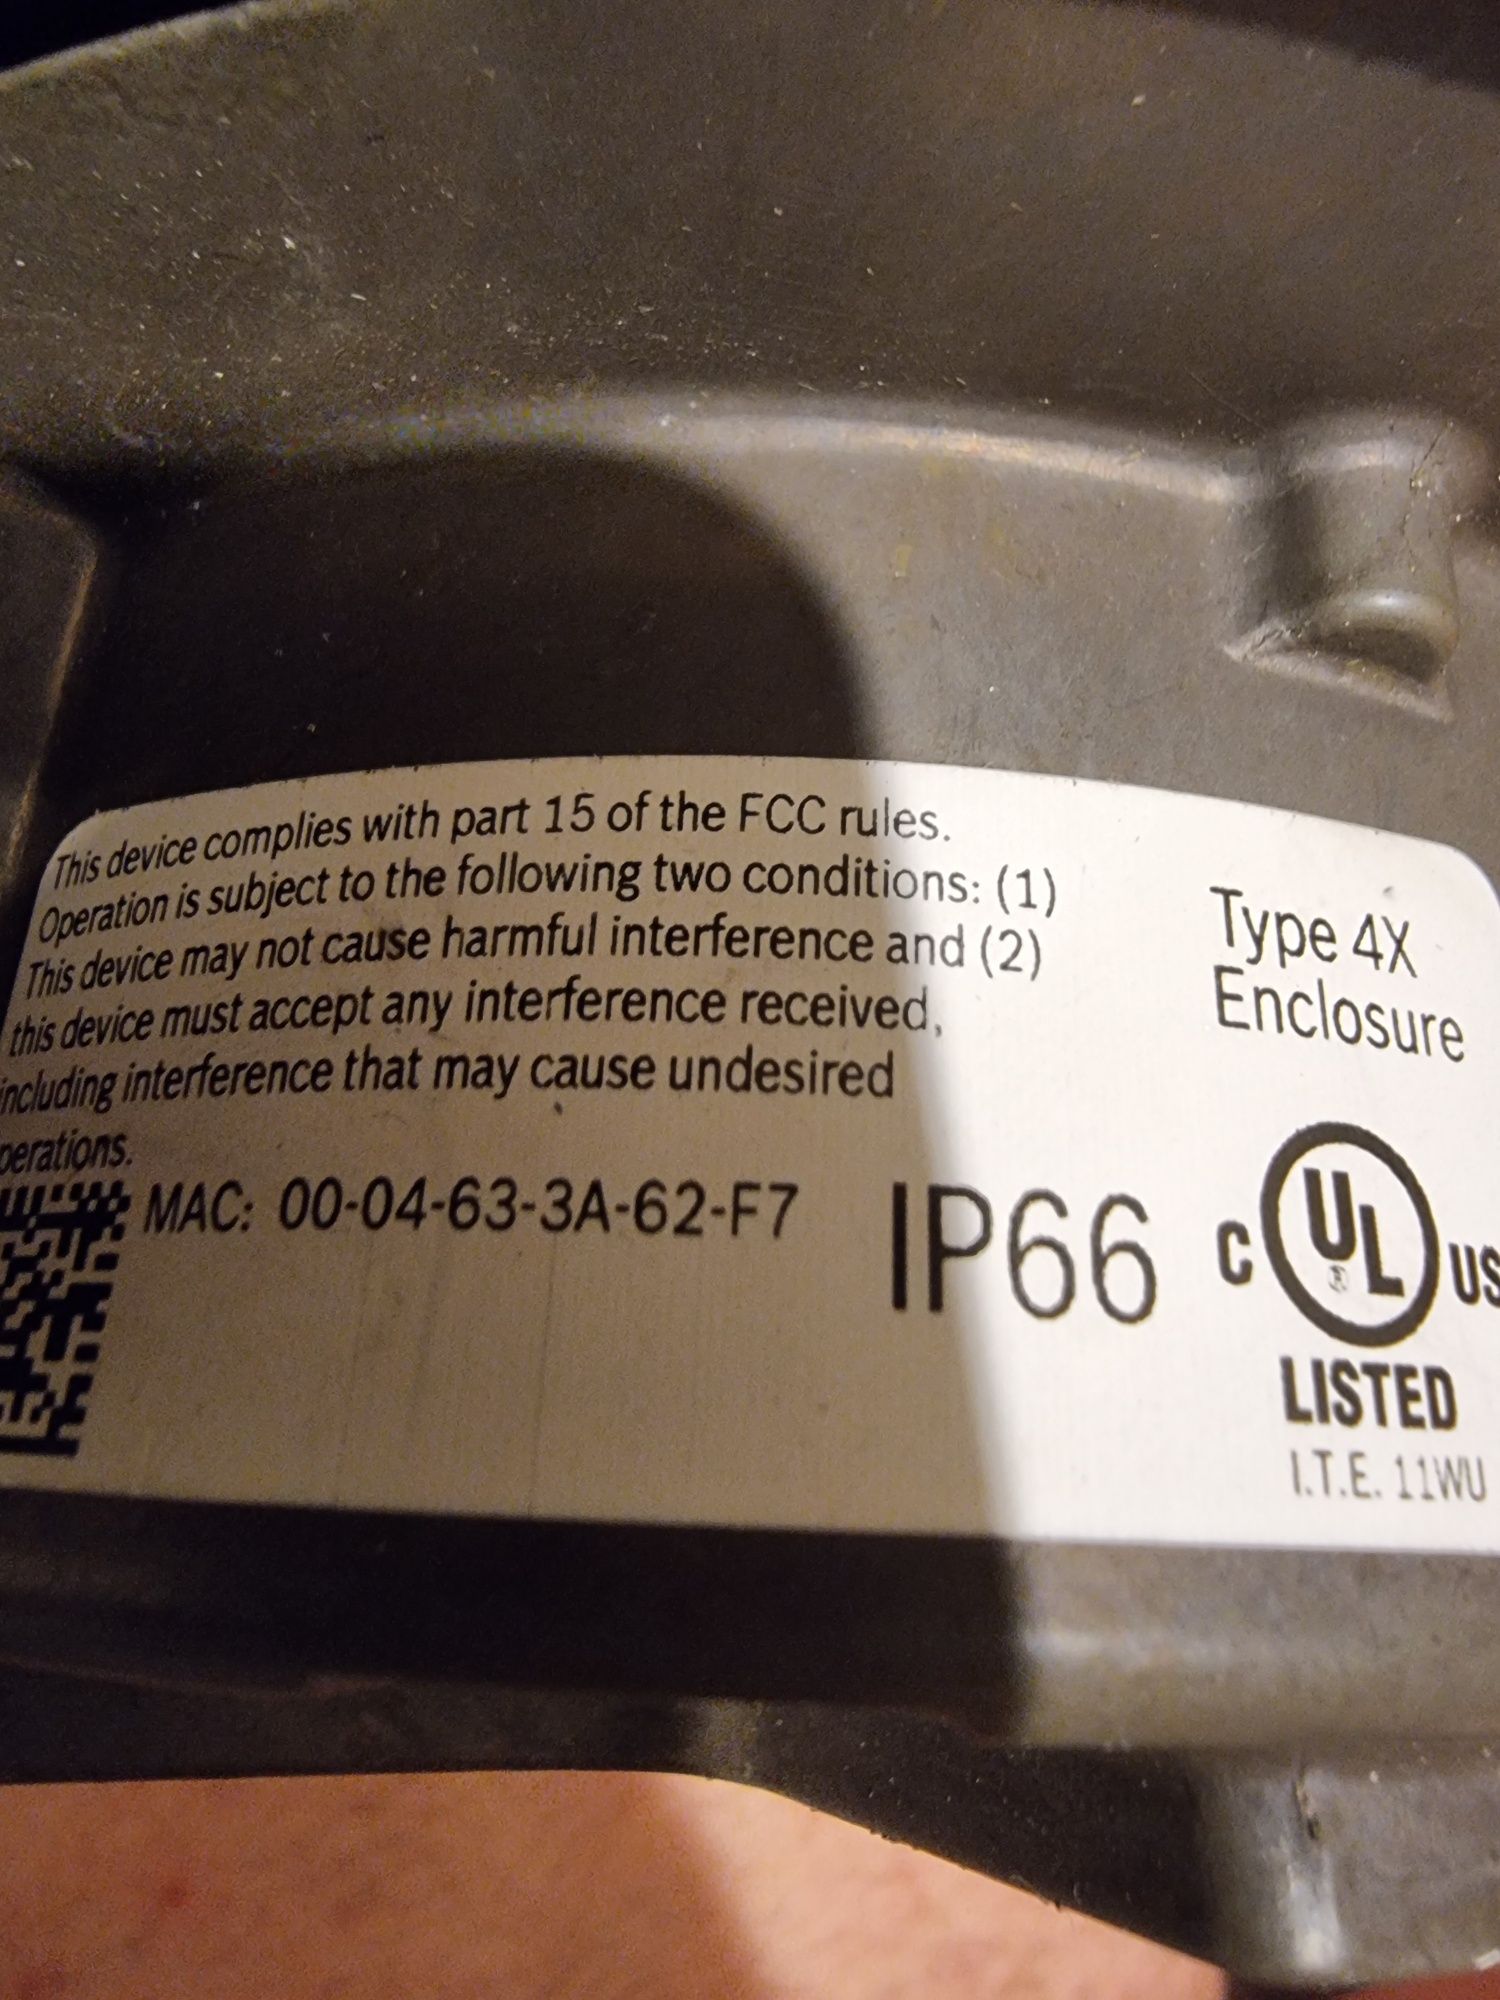 This device complies with part 15 of the FCC rules.
Operation is subject to the following two conditions: (1)
This device may not cause harmful interference and (2)
this device must accept any interference received,
including interference that may cause undesired
perations.
MAC: 00-04-63-3A-62-F7
IP66
Type 4X
Enclosure
C UL US
LISTED
I.T.E. 11WU